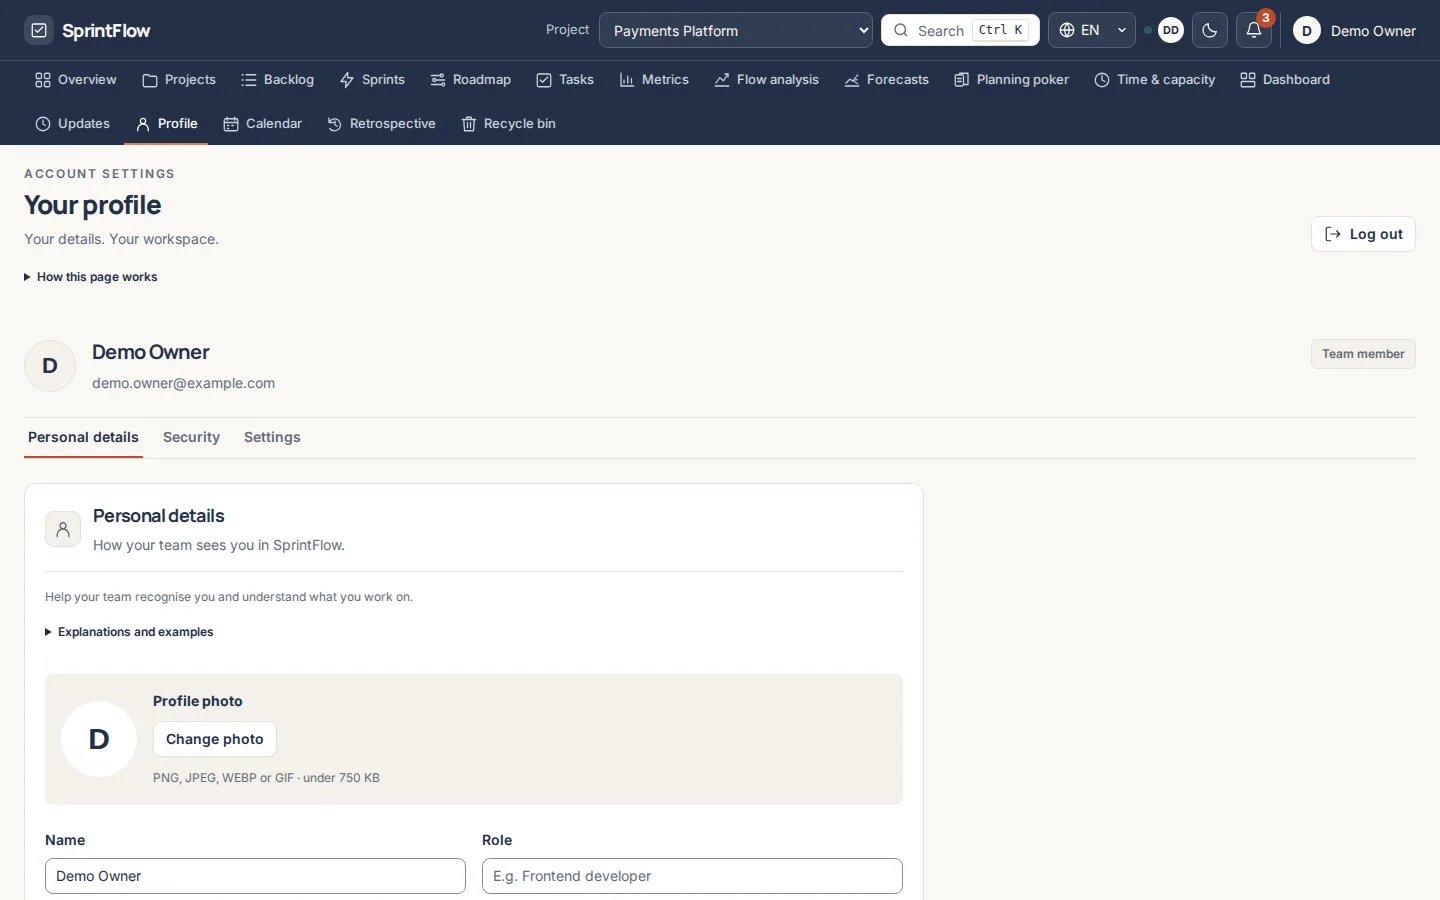 SprintFlow
Project
Payments Platform
Search
Ctrl K
EN
DD
3
D
Demo Owner
Overview
Projects
Backlog
Sprints
Roadmap
Tasks
Metrics
Flow analysis
Forecasts
Planning poker
Time & capacity
Dashboard
Updates
Profile
Calendar
Retrospective
Recycle bin
ACCOUNT SETTINGS
Your profile
Your details. Your workspace.
Log out
How this page works
D
Demo Owner
demo.owner@example.com
Team member
Personal details
Security
Settings
Personal details
How your team sees you in SprintFlow.
Help your team recognise you and understand what you work on.
Explanations and examples
D
Profile photo
Change photo
PNG, JPEG, WEBP or GIF · under 750 KB
Name
Role
Demo Owner
E.g. Frontend developer